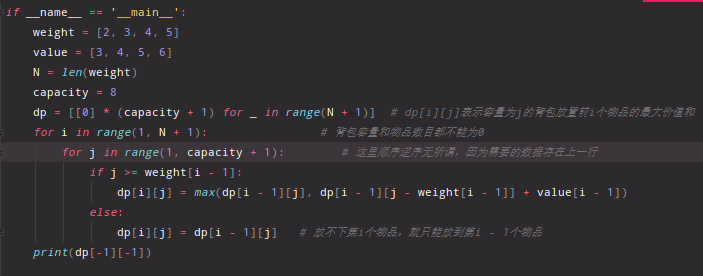 if __name__ == '__main__':
    weight = [2, 3, 4, 5]
    value = [3, 4, 5, 6]
    N = len(weight)
    capacity = 8
    dp = [[0] * (capacity + 1) for _ in range(N + 1)]  # dp[i][j]表示容量为j的背包放置前i个物品的最大价值和
    for i in range(1, N + 1):                # 背包容量和物品数目都不能为0
        for j in range(1, capacity + 1):        # 这里顺序逆序无所谓，因为需要的数据存在上一行
            if j >= weight[i - 1]:
                dp[i][j] = max(dp[i - 1][j], dp[i - 1][j - weight[i - 1]] + value[i - 1])
            else:
                dp[i][j] = dp[i - 1][j]   # 放不下第i个物品，就只能放到第i - 1个物品
    print(dp[-1][-1])